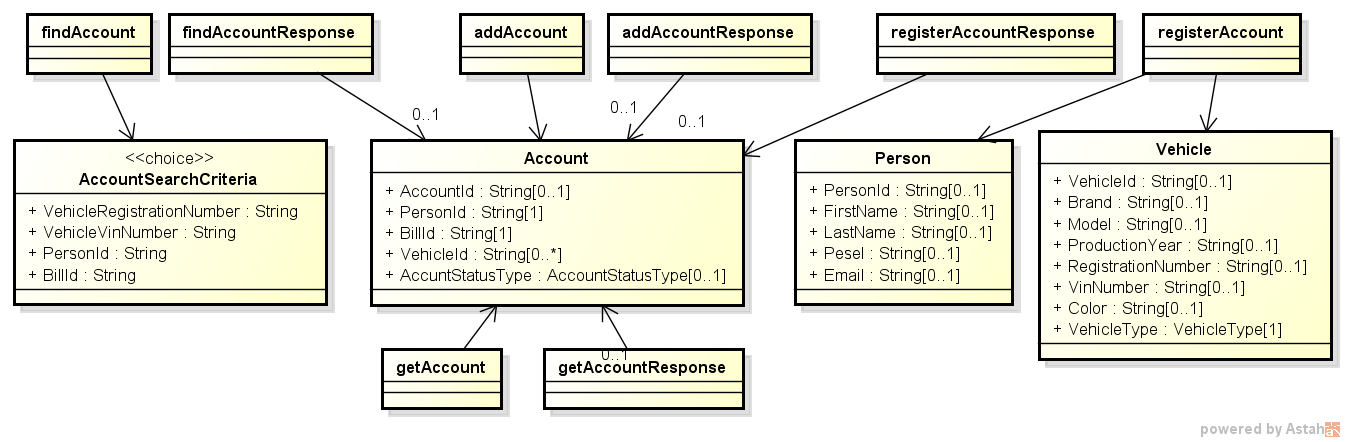 findAccount
findAccountResponse
addAccount
addAccountResponse
registerAccountResponse
registerAccount
0..1
0..1
0..1
<<choice>>
AccountSearchCriteria
+ VehicleRegistrationNumber : String
+ VehicleVinNumber : String
+ PersonId : String
+ BillId : String
Account
+ AccountId : String[0..1]
+ PersonId : String[1]
+ BillId : String[1]
+ VehicleId : String[0..*]
+ AccuntStatusType : AccountStatusType[0..1]
Person
+ PersonId : String[0..1]
+ FirstName : String[0..1]
+ LastName : String[0..1]
+ Pesel : String[0..1]
+ Email : String[0..1]
Vehicle
+ VehicleId : String[0..1]
+ Brand : String[0..1]
+ Model : String[0..1]
+ ProductionYear : String[0..1]
+ RegistrationNumber : String[0..1]
+ VinNumber : String[0..1]
+ Color : String[0..1]
+ VehicleType : VehicleType[1]
0..1
getAccount
getAccountResponse
powered by Astah